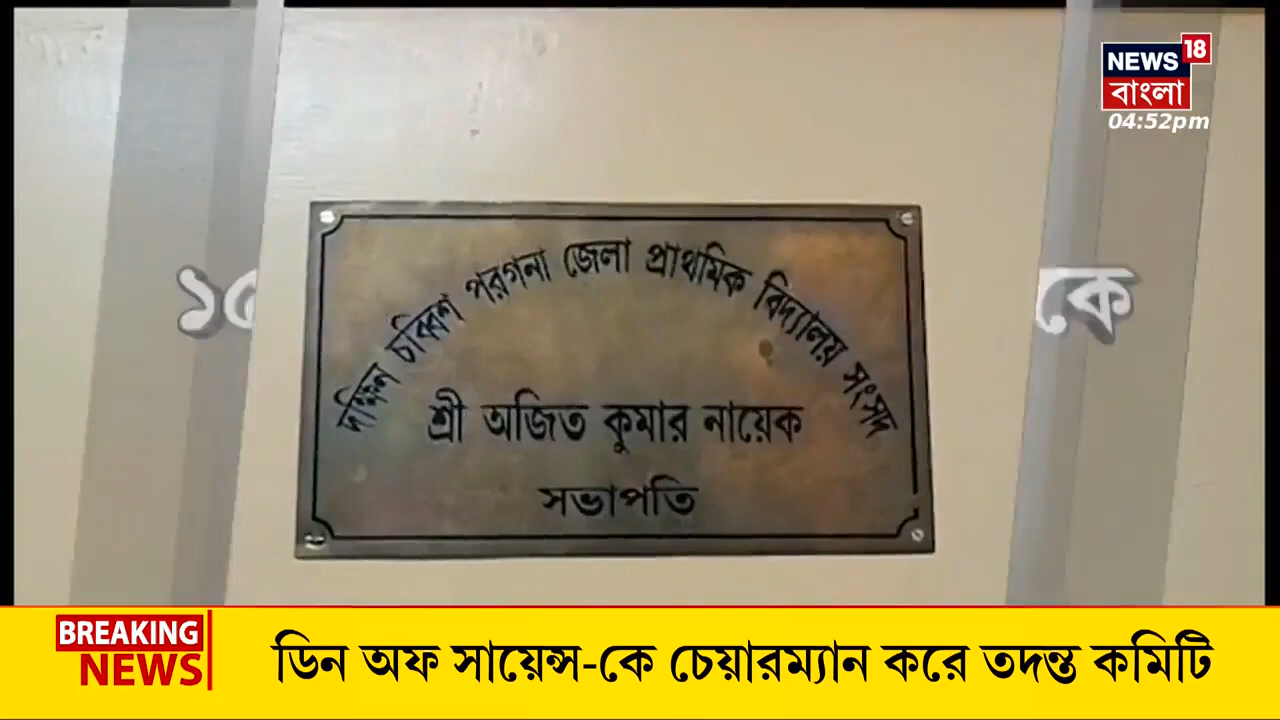 NEWS 18
বাংলা
04:52pm
দক্ষিন চব্বিশ পরগনা জেলা প্রাথমিক বিদ্যালয় সংসদ
শ্রী অজিত কুমার নায়েক
সভাপতি
কে
BREAKING
NEWS
ডিন অফ সায়েন্স-কে চেয়ারম্যান করে তদন্ত কমিটি